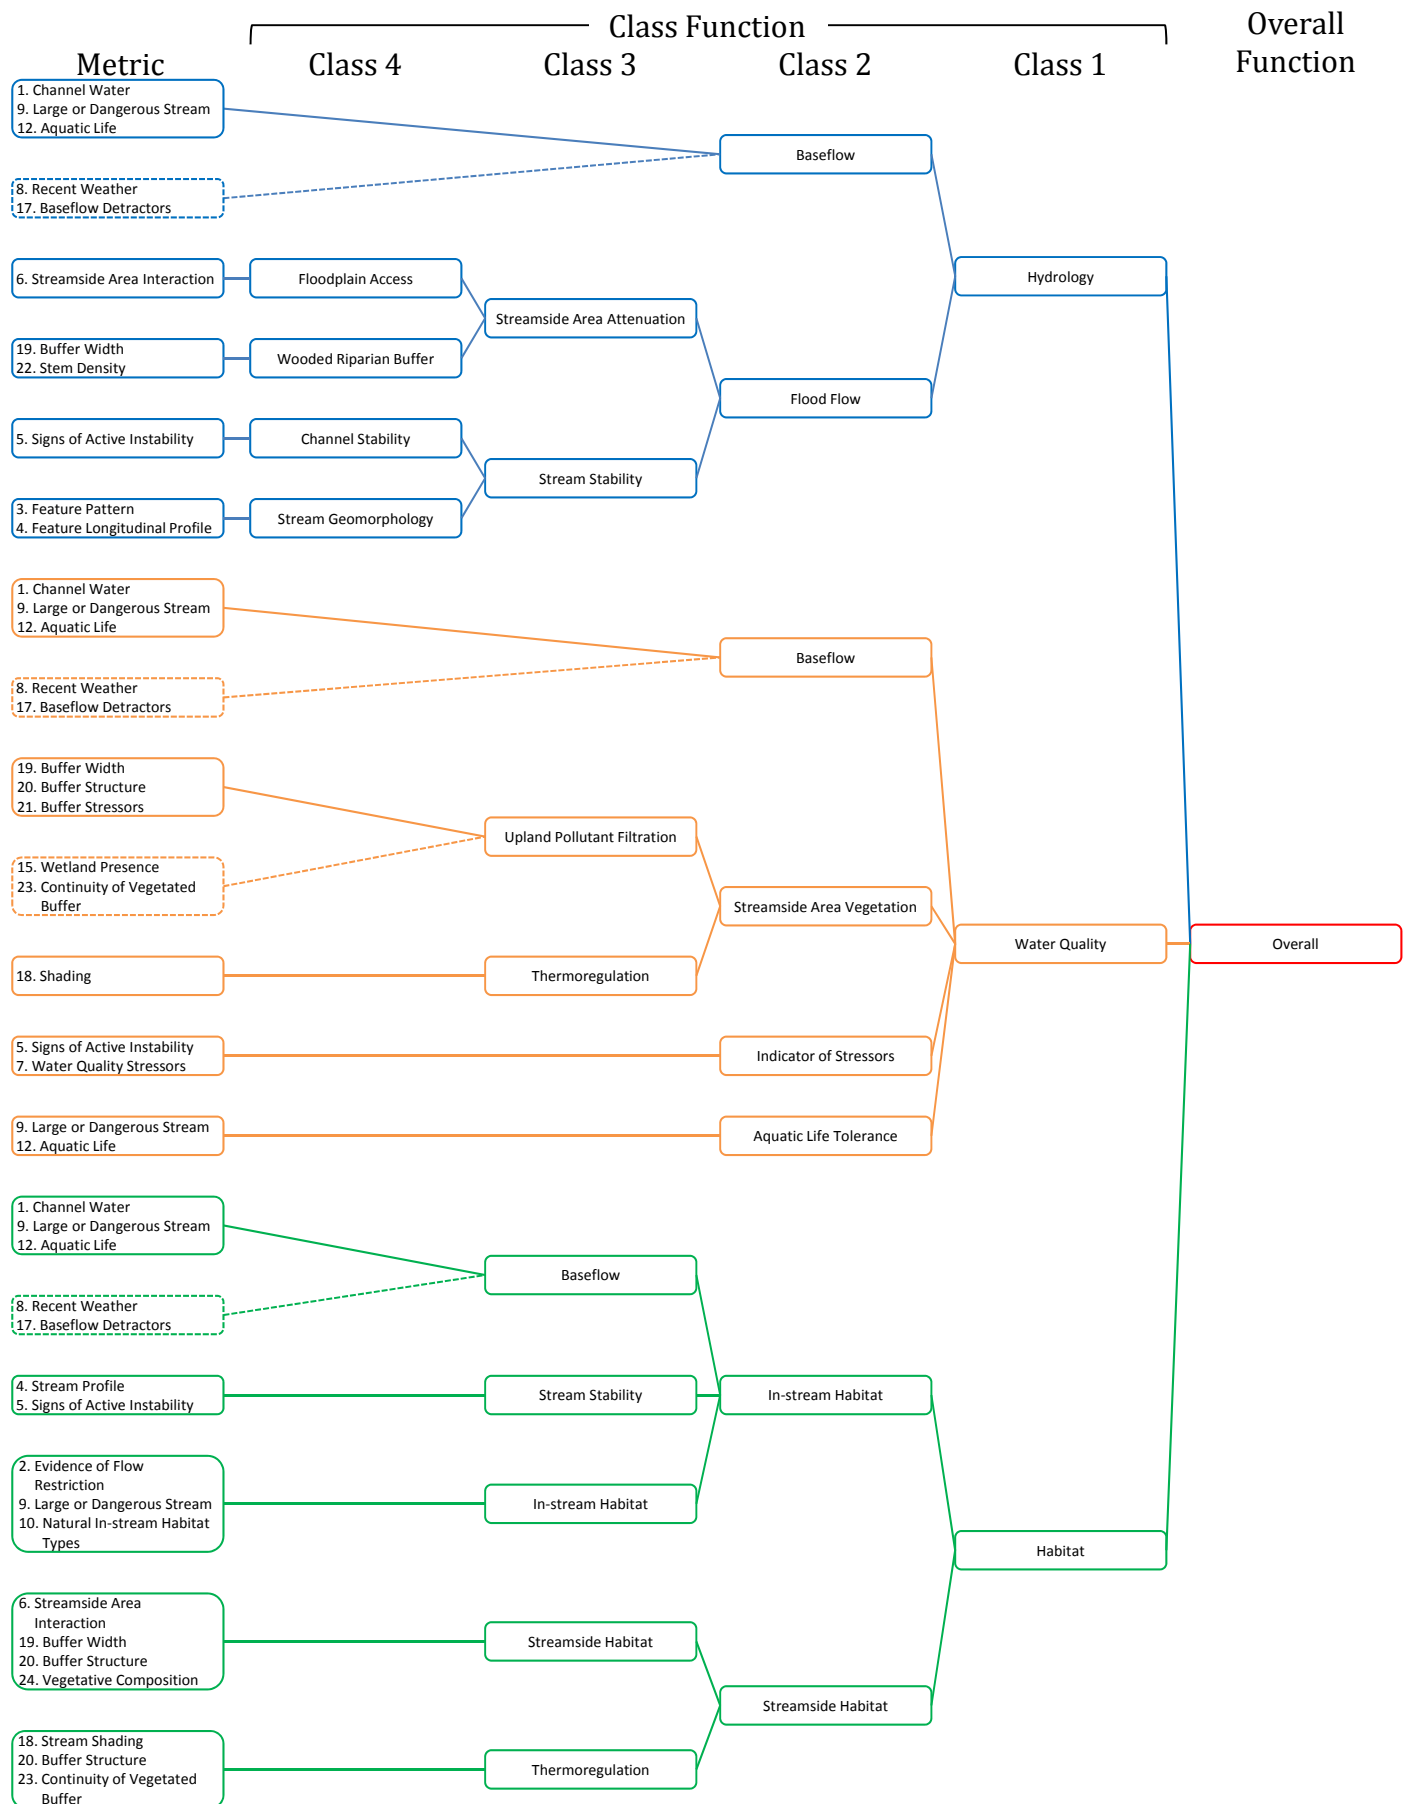 Class Function
Overall
Function
Metric
Class 4
Class 3
Class 2
Class 1
1. Channel Water
9. Large or Dangerous Stream
12. Aquatic Life
Baseflow
8. Recent Weather
17. Baseflow Detractors
6. Streamside Area Interaction
Floodplain Access
Hydrology
Streamside Area Attenuation
19. Buffer Width
22. Stem Density
Wooded Riparian Buffer
Flood Flow
5. Signs of Active Instability
Channel Stability
Stream Stability
3. Feature Pattern
4. Feature Longitudinal Profile
Stream Geomorphology
1. Channel Water
9. Large or Dangerous Stream
12. Aquatic Life
Baseflow
8. Recent Weather
17. Baseflow Detractors
19. Buffer Width
20. Buffer Structure
21. Buffer Stressors
Upland Pollutant Filtration
15. Wetland Presence
23. Continuity of Vegetated
Buffer
Streamside Area Vegetation
Water Quality
Overall
18. Shading
Thermoregulation
5. Signs of Active Instability
7. Water Quality Stressors
Indicator of Stressors
9. Large or Dangerous Stream
12. Aquatic Life
Aquatic Life Tolerance
1. Channel Water
9. Large or Dangerous Stream
12. Aquatic Life
Baseflow
8. Recent Weather
17. Baseflow Detractors
4. Stream Profile
5. Signs of Active Instability
Stream Stability
In-stream Habitat
2. Evidence of Flow
Restriction
9. Large or Dangerous Stream
10. Natural In-stream Habitat
Types
In-stream Habitat
Habitat
6. Streamside Area
Interaction
19. Buffer Width
20. Buffer Structure
24. Vegetative Composition
Streamside Habitat
Streamside Habitat
18. Stream Shading
20. Buffer Structure
23. Continuity of Vegetated
Buffer
Thermoregulation